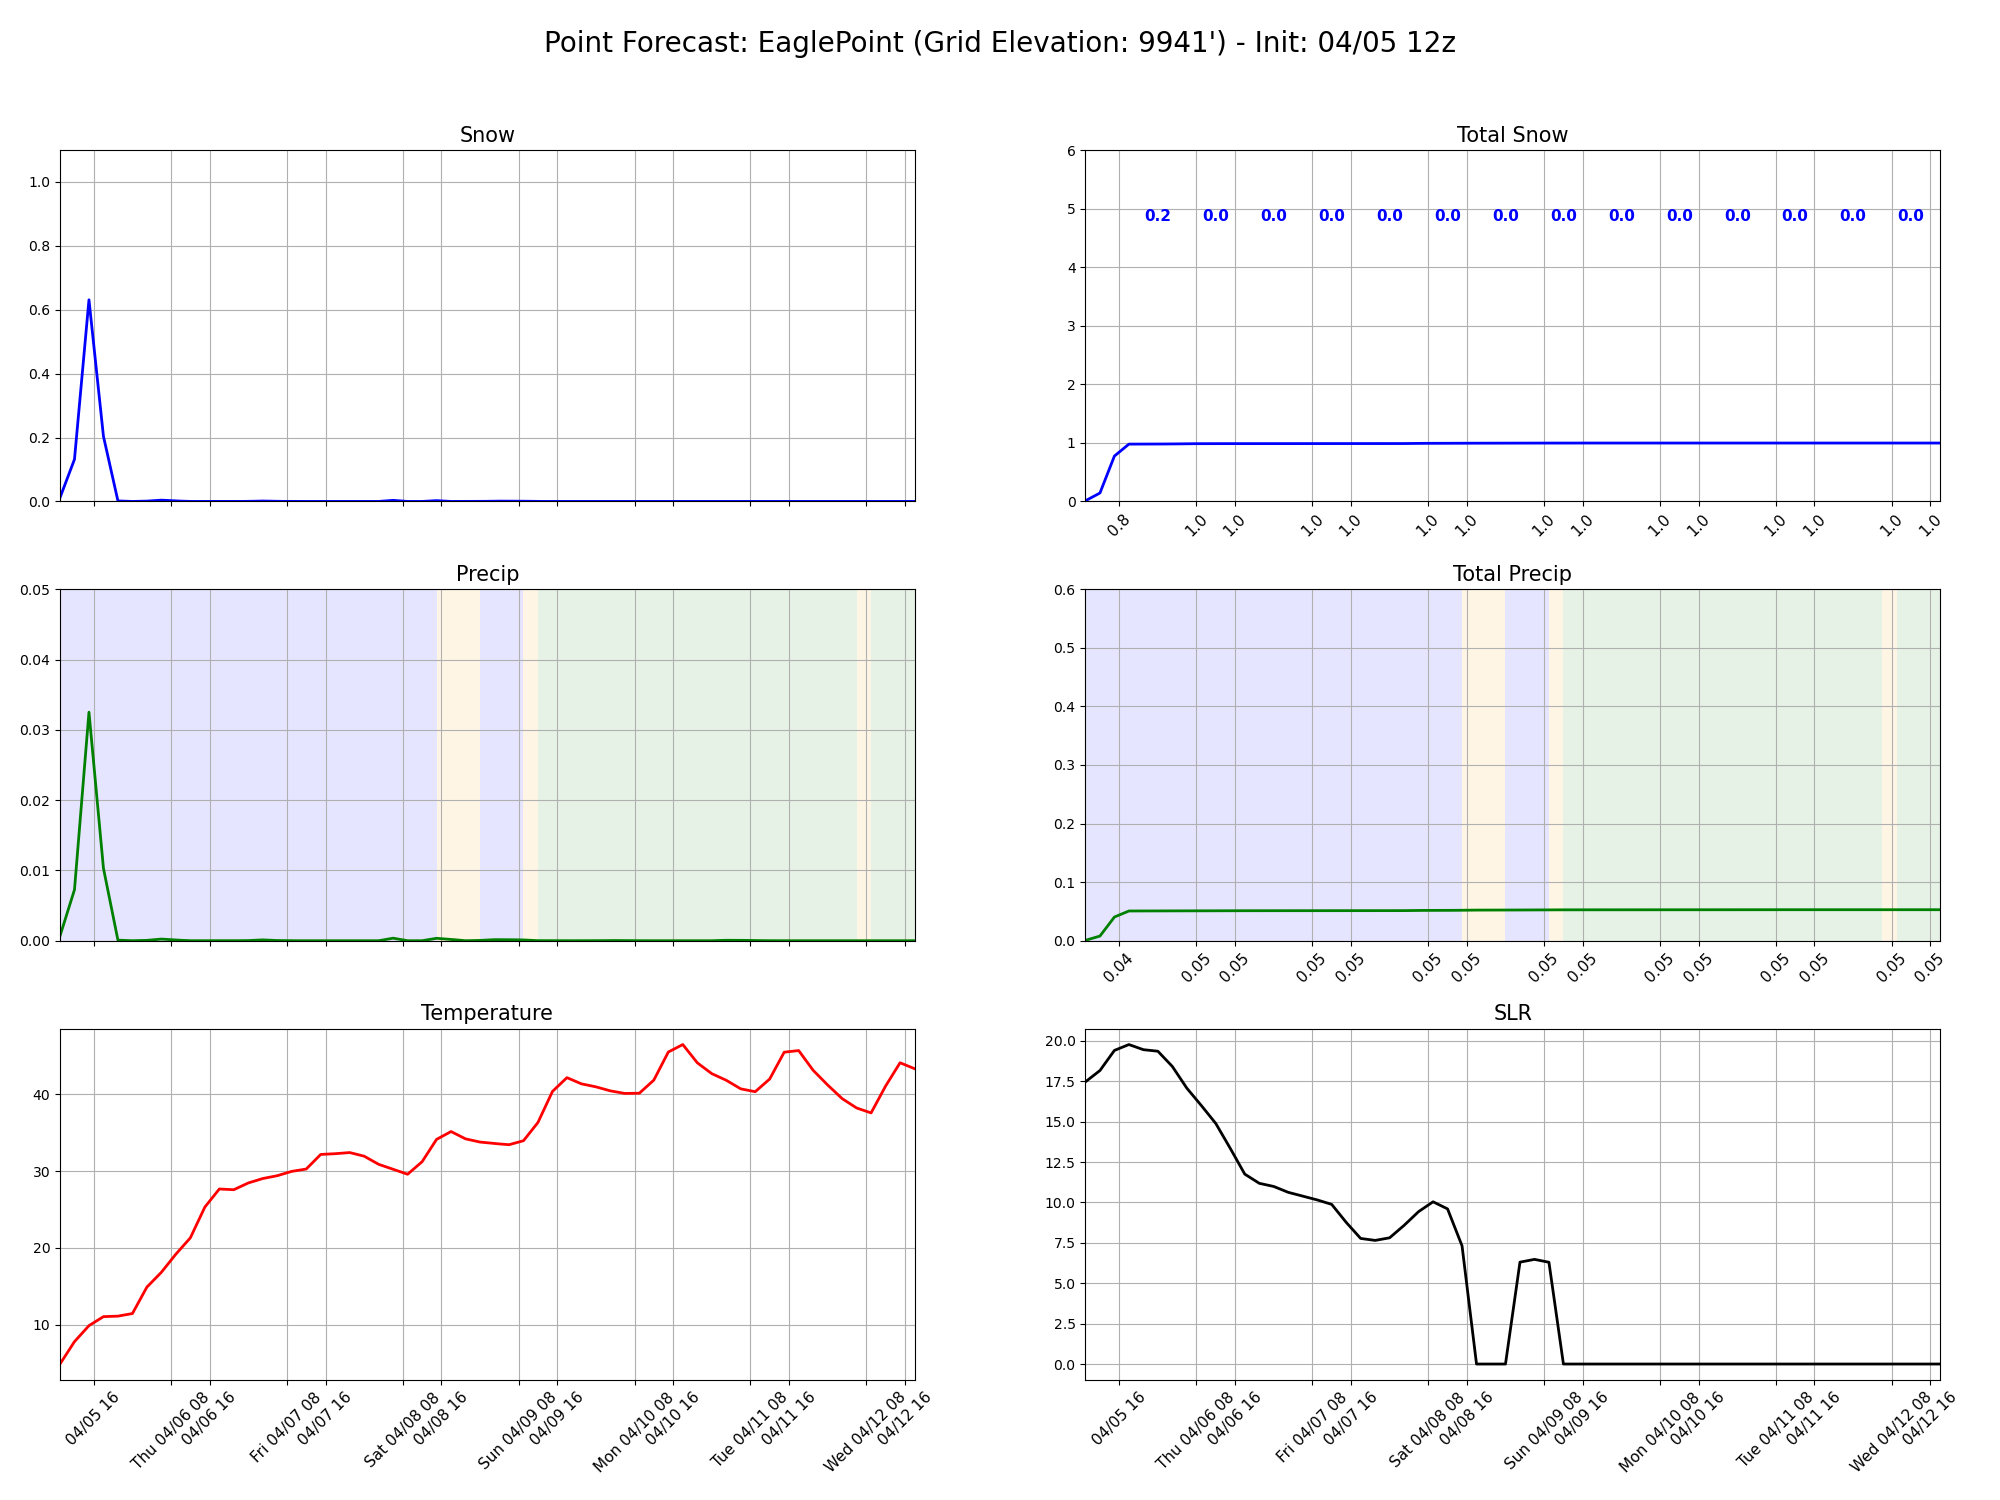 Point Forecast: EaglePoint (Grid Elevation: 9941') - Init: 04/05 12z
Snow
1.0
0.8
0.6
0.4
0.2
0.0
Total Snow
6
5
4
3
2
1
0
0.2 0.0 0.0 0.0 0.0 0.0 0.0 0.0 0.0 0.0 0.0 0.0 0.0 0.0
0.8 1.0 1.0 1.0 1.0 1.0 1.0 1.0 1.0 1.0 1.0 1.0 1.0 1.0 1.0
Precip
0.05
0.04
0.03
0.02
0.01
0.00
Total Precip
0.6
0.5
0.4
0.3
0.2
0.1
0.0
0.04 0.05 0.05 0.05 0.05 0.05 0.05 0.05 0.05 0.05 0.05 0.05 0.05 0.05 0.05
Temperature
40
30
20
10
04/05 16
Thu 04/06 08
04/06 16
Fri 04/07 08
04/07 16
Sat 04/08 08
04/08 16
Sun 04/09 08
04/09 16
Mon 04/10 08
04/10 16
Tue 04/11 08
04/11 16
Wed 04/12 08
04/12 16
SLR
20.0
17.5
15.0
12.5
10.0
7.5
5.0
2.5
0.0
04/05 16
Thu 04/06 08
04/06 16
Fri 04/07 08
04/07 16
Sat 04/08 08
04/08 16
Sun 04/09 08
04/09 16
Mon 04/10 08
04/10 16
Tue 04/11 08
04/11 16
Wed 04/12 08
04/12 16